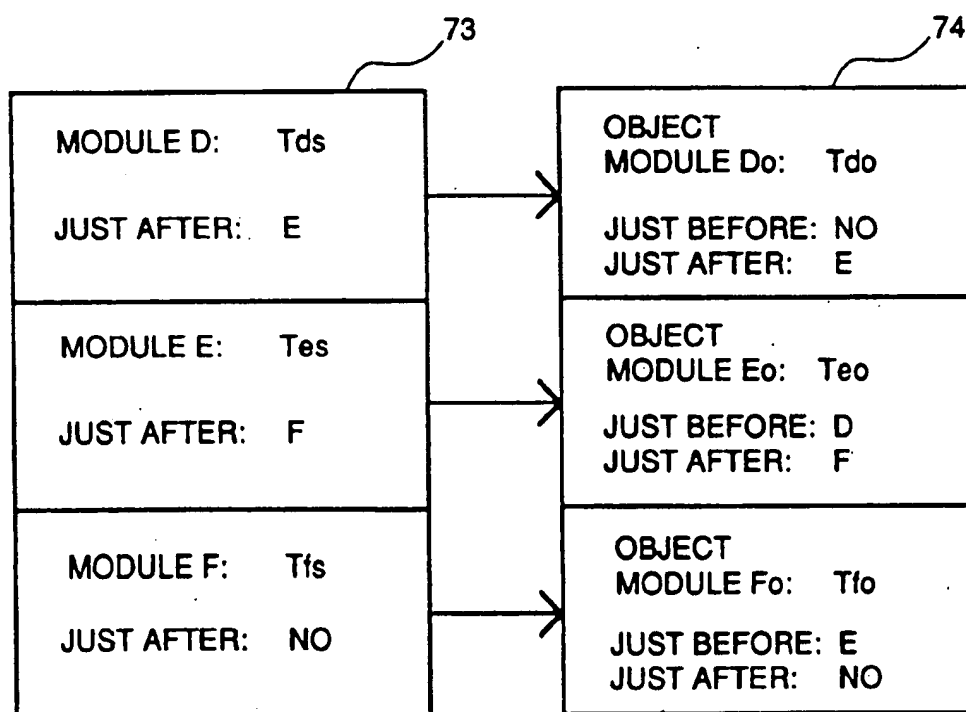 73
74
MODULE D: Tds
JUST AFTER: E
MODULE E: Tes
JUST AFTER: F
MODULE F: Tfs
JUST AFTER: NO
OBJECT
MODULE Do: Tdo
JUST BEFORE: NO
JUST AFTER: E
OBJECT
MODULE Eo: Teo
JUST BEFORE: D
JUST AFTER: F
OBJECT
MODULE Fo: Tfo
JUST BEFORE: E
JUST AFTER: NO